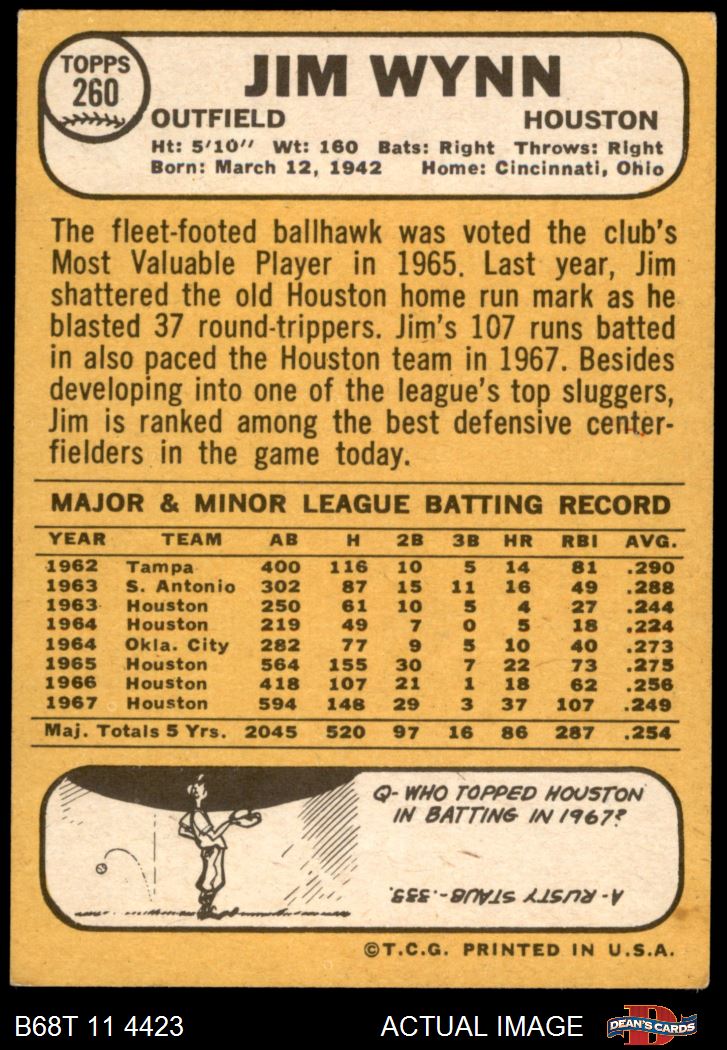 TOPPS
260
JIM WYNN
OUTFIELD HOUSTON
Ht: 5'10" Wt: 160 Bats: Right Throws: Right
Born: March 12, 1942 Home: Cincinnati, Ohio
The fleet-footed ballhawk was voted the club's
Most Valuable Player in 1965. Last year, Jim
shattered the old Houston home run mark as he
blasted 37 round-trippers. Jim's 107 runs batted
in also paced the Houston team in 1967. Besides
developing into one of the league's top sluggers,
Jim is ranked among the best defensive center-
fielders in the game today.
MAJOR & MINOR LEAGUE BATTING RECORD
YEAR TEAM AB H 2B 3B HR RBI AVG.
1962 Tampa 400 116 10 5 14 81 .290
1963 S. Antonio 302 87 15 11 16 49 .288
1963 Houston 250 61 10 5 4 27 .244
1964 Houston 219 49 7 0 5 18 .224
1964 Okla. City 282 77 9 5 10 40 .273
1965 Houston 564 155 30 7 22 73 .275
1966 Houston 418 107 21 1 18 62 .256
1967 Houston 594 148 29 3 37 107 .249
Maj. Totals 5 Yrs. 2045 520 97 16 86 287 .254
Q- WHO TOPPED HOUSTON
IN BATTING IN 1967?
A- RUSTY STAUB-.333.
©T.C.G. PRINTED IN U.S.A.
B68T 11 4423 ACTUAL IMAGE
D
DEAN'S CARDS